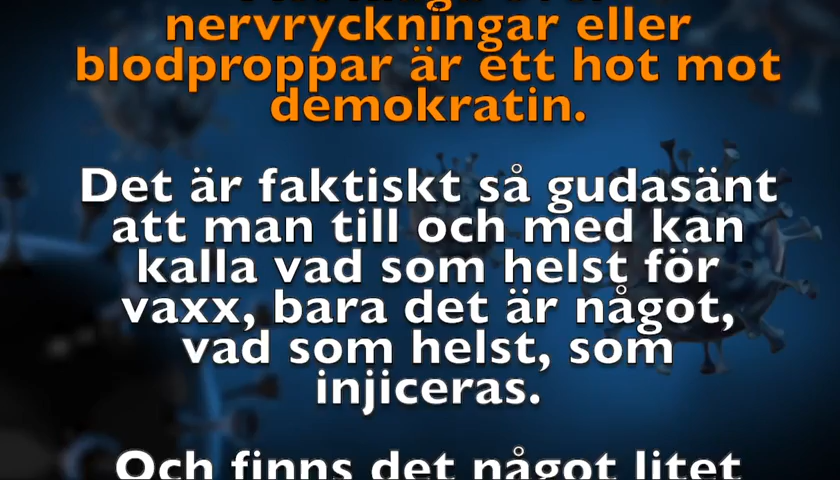 nervryckningar eller
blodproppar är ett hot mot
demokratin.
Det är faktiskt så gudasänt
att man till och med kan
kalla vad som helst för
vaxx, bara det är något,
vad som helst, som
injiceras.
Och finns det något litet